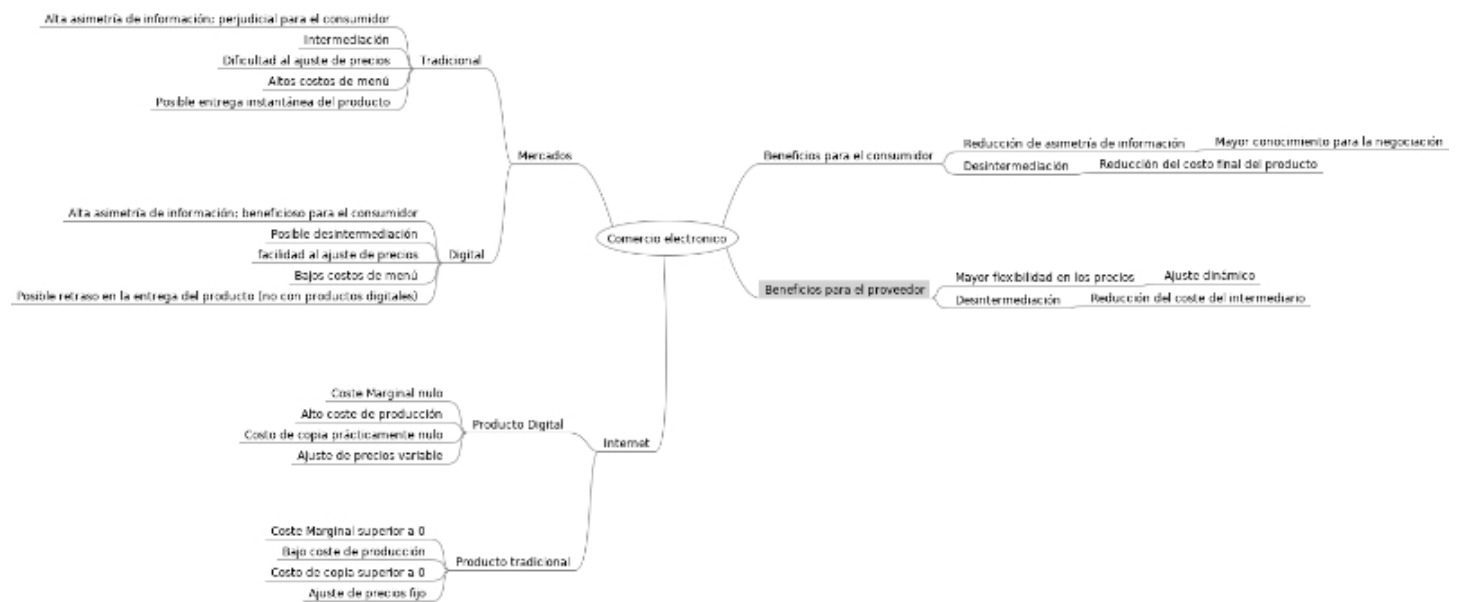 Alta asimetría de información; perjudicial para el consumidor
Intermediación
Dificultad al ajuste de precios
Altos costos de menú
Posible entrega instantánea del producto
Tradicional
Mercados
Alta asimetría de información; beneficioso para el consumidor
Posible desintermediación
facilidad al ajuste de precios
Bajos costos de menú
Posible retraso en la entrega del producto (no con productos digitales)
Digital
Comercio electronico
Beneficios para el consumidor
Reducción de asimetría de información
Mayor conocimiento para la negociación
Desintermediación
Reducción del costo final del producto
Beneficios para el proveedor
Mayor flexibilidad en los precios
Ajuste dinámico
Desintermediación
Reducción del coste del intermediario
Coste Marginal nulo
Alto coste de producción
Costo de copia prácticamente nulo
Ajuste de precios variable
Producto Digital
Internet
Coste Marginal superior a 0
Bajo coste de producción
Costo de copia superior a 0
Ajuste de precios fijo
Producto tradicional